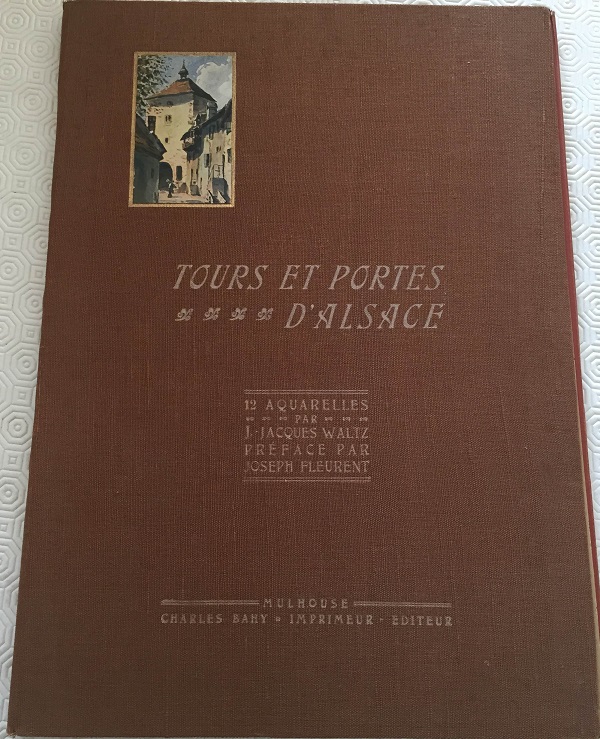 TOURS ET PORTES
D'ALSACE
12 AQUARELLES
PAR
J.-JACQUES WALTZ
PRÉFACE PAR
JOSEPH FLEURENT
MULHOUSE
CHARLES BAHY • IMPRIMEUR - EDITEUR